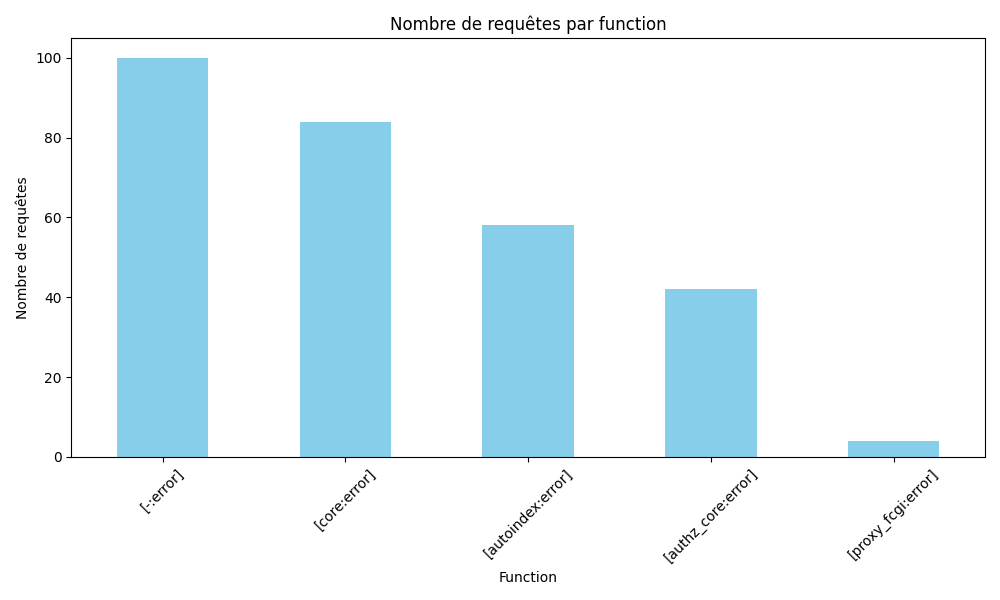 Nombre de requêtes par function
Nombre de requêtes
100
80
60
40
20
0
[-:error]
[core:error]
[autoindex:error]
[authz_core:error]
[proxy_fcgi:error]
Function